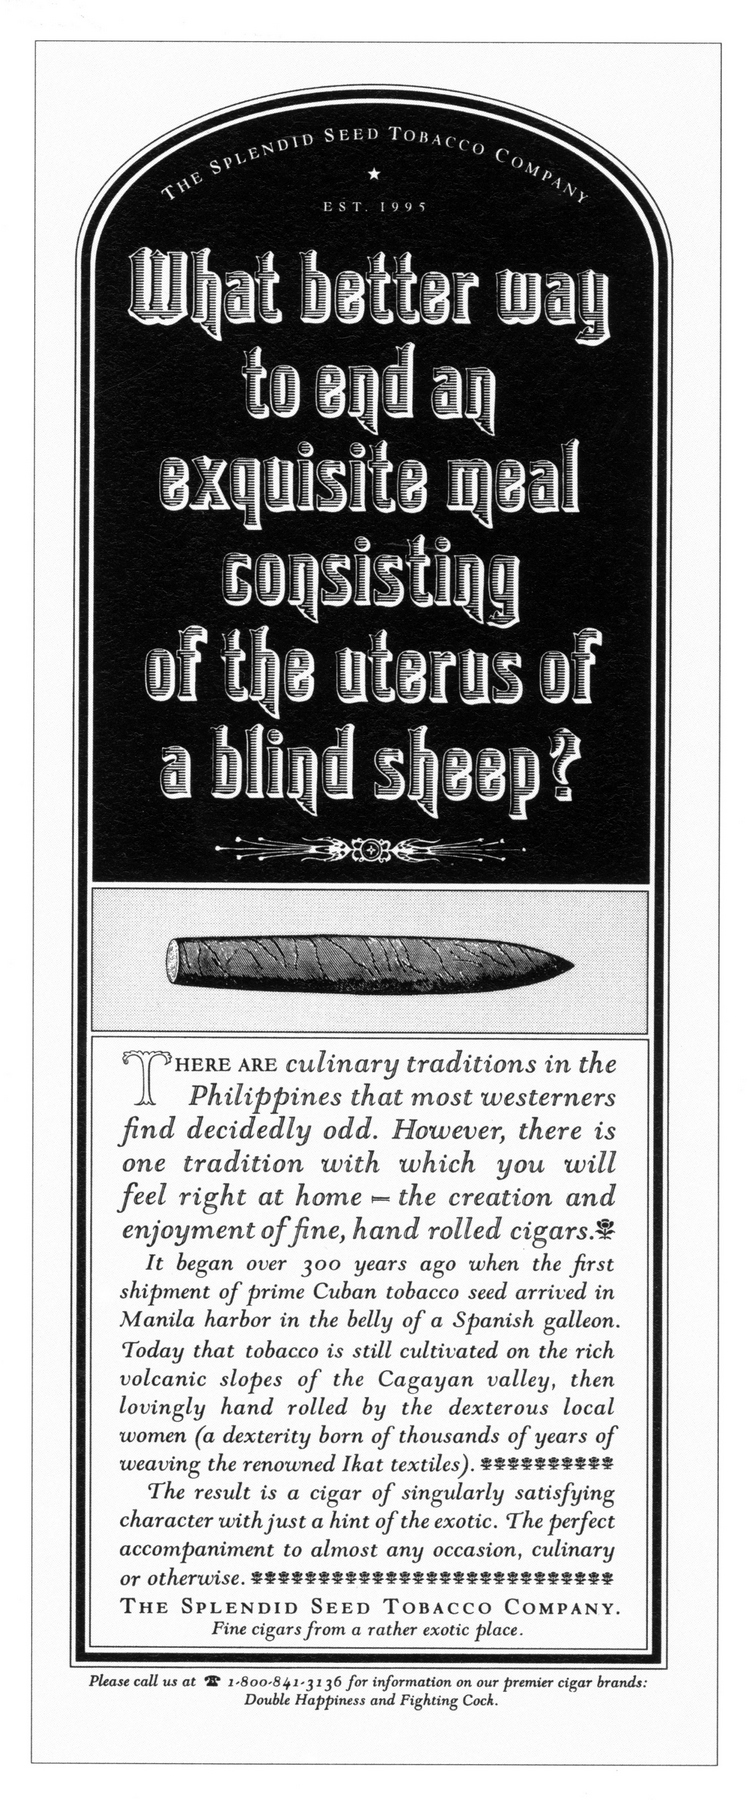 THE SPLENDID SEED TOBACCO COMPANY
EST. 1995
What better way
to end an
exquisite meal
consisting
of the uterus of
a blind sheep?
THERE ARE culinary traditions in the
Philippines that most westerners
find decidedly odd. However, there is
one tradition with which you will
feel right at home — the creation and
enjoyment of fine, hand rolled cigars.
It began over 300 years ago when the first
shipment of prime Cuban tobacco seed arrived in
Manila harbor in the belly of a Spanish galleon.
Today that tobacco is still cultivated on the rich
volcanic slopes of the Cagayan valley, then
lovingly hand rolled by the dexterous local
women (a dexterity born of thousands of years of
weaving the renowned Ikat textiles).
The result is a cigar of singularly satisfying
character with just a hint of the exotic. The perfect
accompaniment to almost any occasion, culinary
or otherwise.
THE SPLENDID SEED TOBACCO COMPANY.
Fine cigars from a rather exotic place.
Please call us at ☎ 1-800-841-3136 for information on our premier cigar brands:
Double Happiness and Fighting Cock.